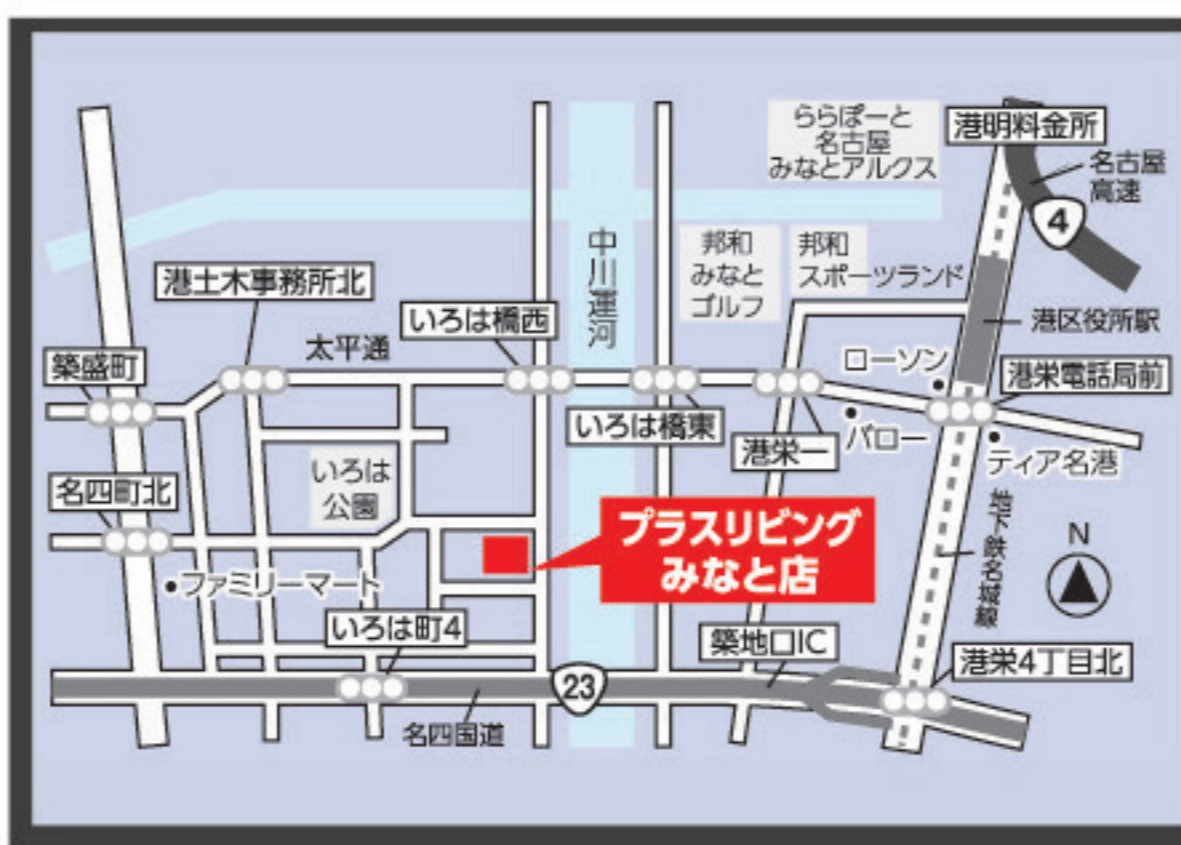 ららぽーと
名古屋
みなとアルクス
港明料金所
名古屋
高速
4
中川運河
邦和
みなと
ゴルフ
邦和
スポーツランド
港土木事務所北
いろは橋西
太平通
港区役所駅
築盛町
ローソン
港栄電話局前
いろは橋東
バロー
港栄一
ティア名港
いろは
公園
名四町北
地下鉄名城線
プラスリビング
みなと店
N
ファミリーマート
いろは町4
築地口IC
港栄4丁目北
23
名四国道